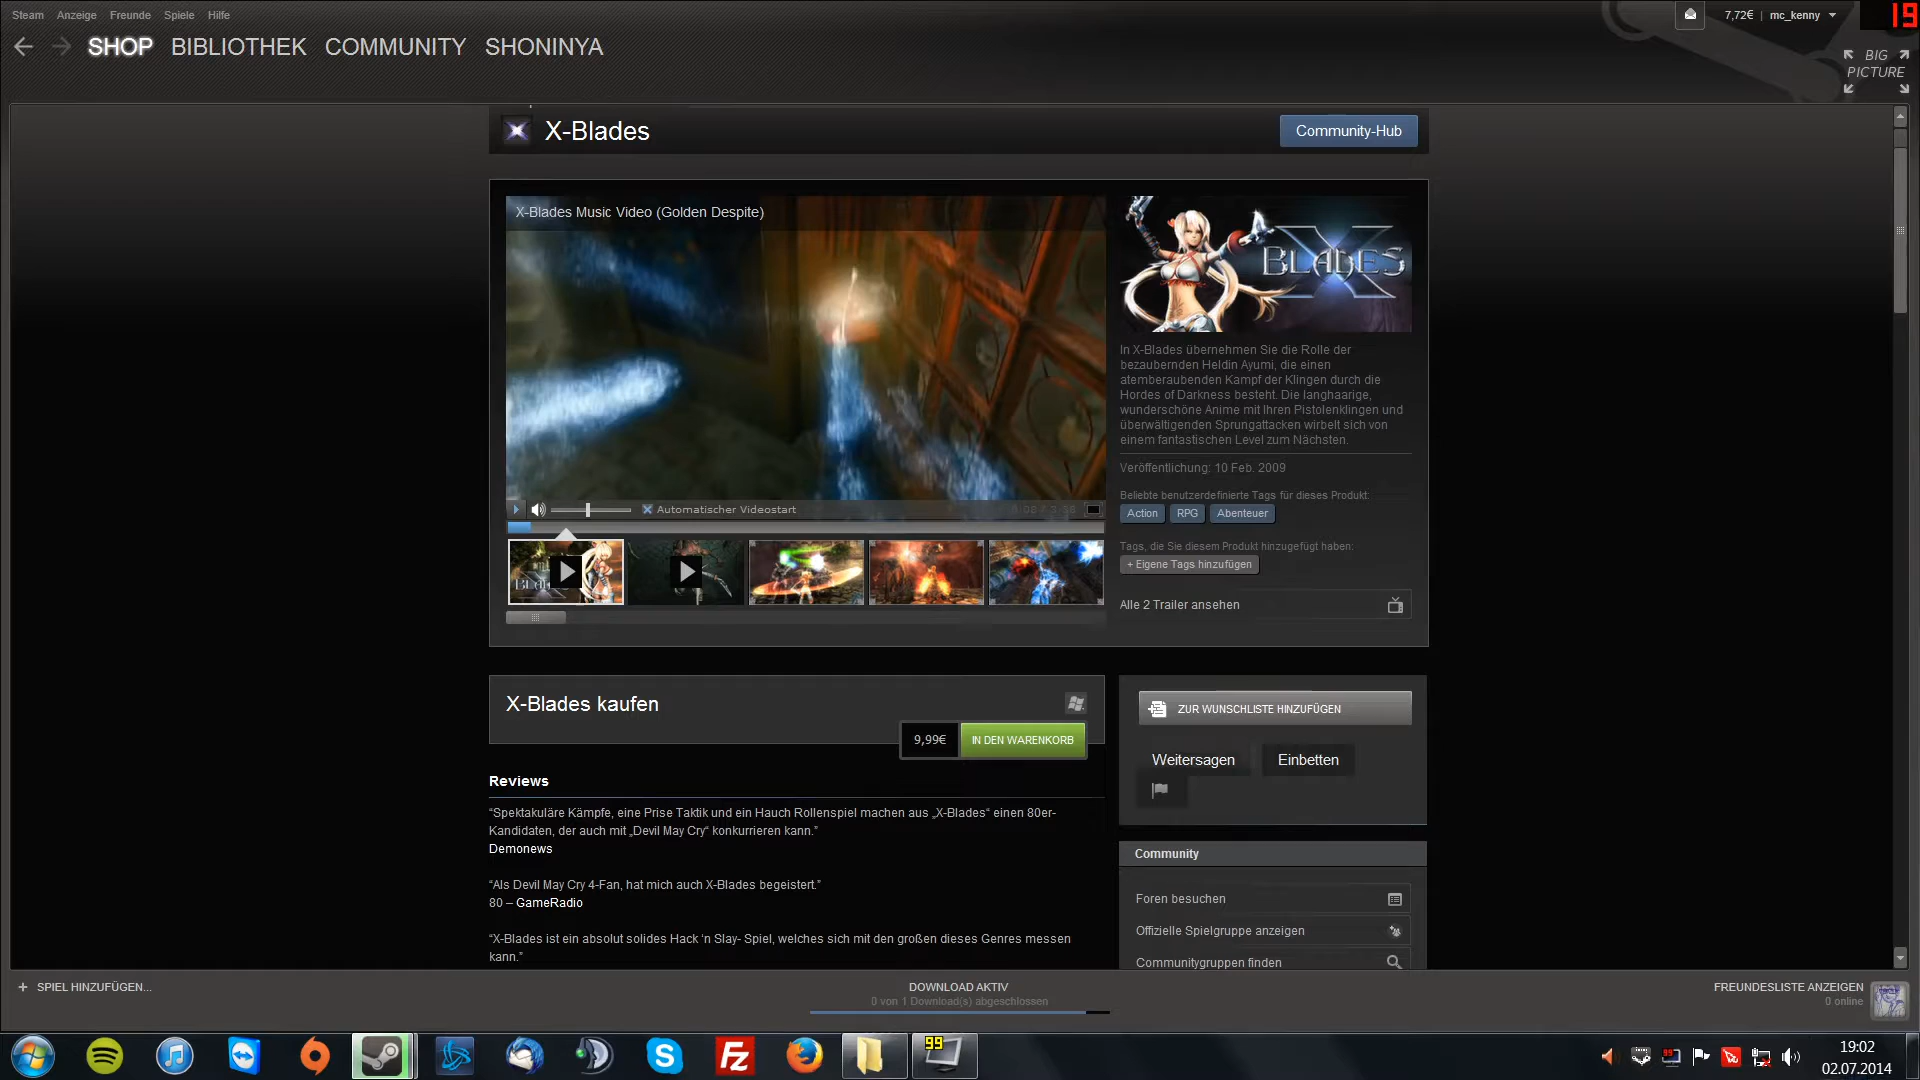 Steam Anzeige Freunde Spiele Hilfe
7,72€ | mc_kenny
19
SHOP BIBLIOTHEK COMMUNITY SHONINYA
BIG
PICTURE
X-Blades
Community-Hub
X-Blades Music Video (Golden Despite)
X BLADES
In X-Blades übernehmen Sie die Rolle der
bezaubernden Heldin Ayumi, die einen
atemberaubenden Kampf der Klingen durch die
Hordes of Darkness besteht. Die langhaarige,
wunderschöne Anime mit Ihren Pistolenklingen und
überwältigenden Sprungattacken wirbelt sich von
einem fantastischen Level zum Nächsten.
Veröffentlichung: 10 Feb. 2009
Beliebte benutzerdefinierte Tags für dieses Produkt:
Action RPG Abenteuer
Automatischer Videostart
Tags, die Sie diesem Produkt hinzugefügt haben:
+ Eigene Tags hinzufügen
Alle 2 Trailer ansehen
X-Blades kaufen
9,99€ IN DEN WARENKORB
ZUR WUNSCHLISTE HINZUFÜGEN
Weitersagen Einbetten
Reviews
“Spektakuläre Kämpfe, eine Prise Taktik und ein Hauch Rollenspiel machen aus „X-Blades“ einen 80er-
Kandidaten, der auch mit „Devil May Cry“ konkurrieren kann.”
Demonews
“Als Devil May Cry 4-Fan, hat mich auch X-Blades begeistert.”
80 – GameRadio
“X-Blades ist ein absolut solides Hack ‘n Slay- Spiel, welches sich mit den großen dieses Genres messen
kann.”
Community
Foren besuchen
Offizielle Spielgruppe anzeigen
Communitygruppen finden
+ SPIEL HINZUFÜGEN...
DOWNLOAD AKTIV
0 von 1 Download(s) abgeschlossen
FREUNDESLISTE ANZEIGEN
0 online
99
19:02
02.07.2014